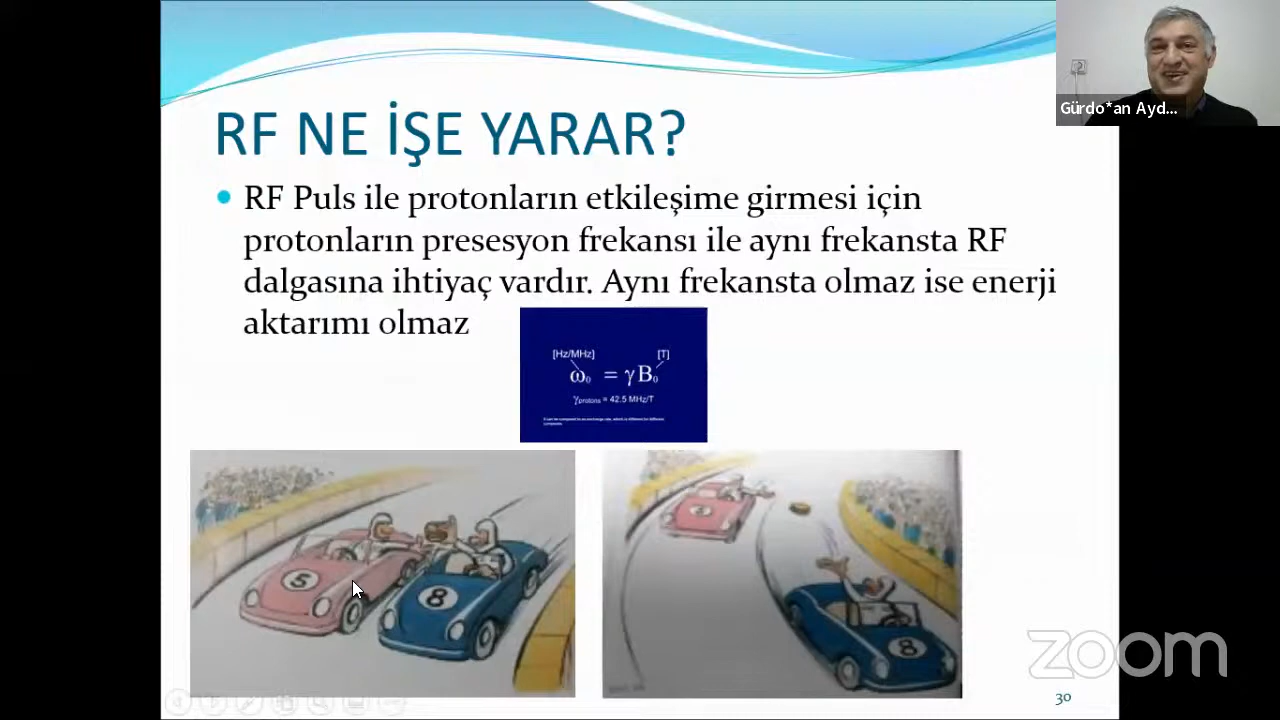 RF NE İŞE YARAR?
RF Puls ile protonların etkileşime girmesi için
protonların presesyon frekansı ile aynı frekansta RF
dalgasına ihtiyaç vardır. Aynı frekansta olmaz ise enerji
aktarımı olmaz
[Hz/MHz] [T]
ω₀ = γ B₀
γprotons = 42.5 MHz/T
5
8
5
8
Gürdo*an Ayd...
zoom
30